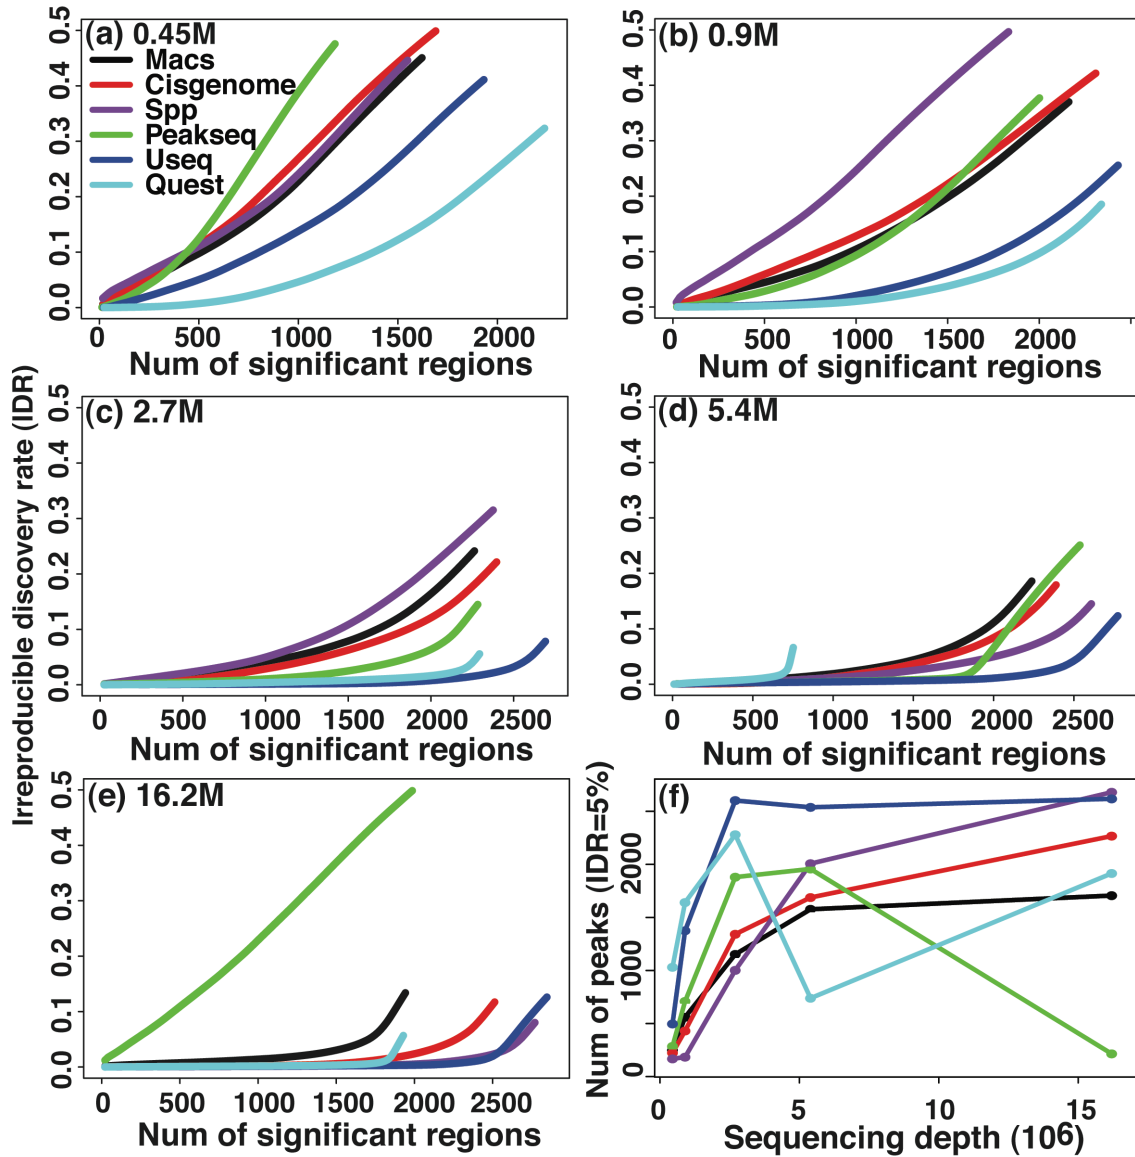 (a) 0.45M
Macs
Cisgenome
Spp
Peakseq
Useq
Quest
0.0 0.1 0.2 0.3 0.4 0.5
0 500 1000 1500 2000
Num of significant regions
(b) 0.9M
0.0 0.1 0.2 0.3 0.4 0.5
0 500 1000 1500 2000
Num of significant regions
Irreproducible discovery rate (IDR)
(c) 2.7M
0.0 0.1 0.2 0.3 0.4 0.5
0 500 1000 1500 2000 2500
Num of significant regions
(d) 5.4M
0.0 0.1 0.2 0.3 0.4 0.5
0 500 1000 1500 2000 2500
Num of significant regions
(e) 16.2M
0.0 0.1 0.2 0.3 0.4 0.5
0 500 1000 1500 2000 2500
Num of significant regions
(f)
Num of peaks (IDR=5%)
0 1000 2000
0 5 10 15
Sequencing depth (10⁶)